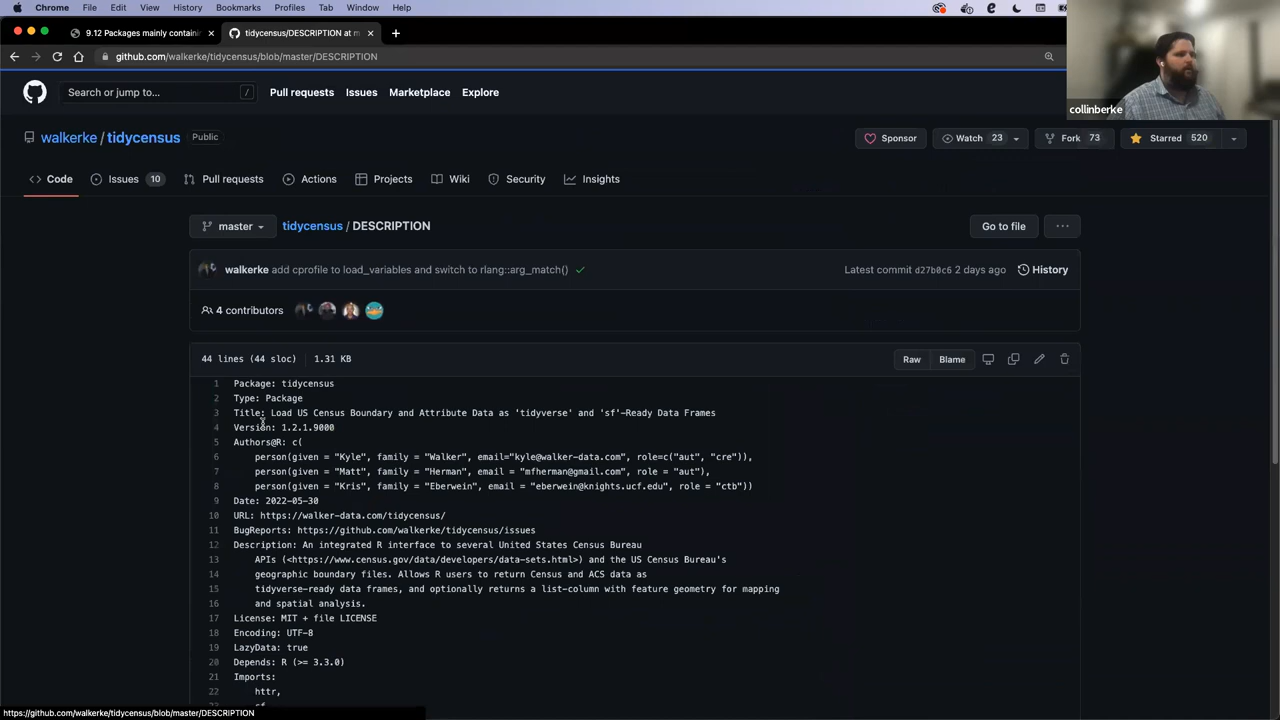 Chrome File Edit View History Bookmarks Profiles Tab Window Help
9.12 Packages mainly containin
tidycensus/DESCRIPTION at m
github.com/walkerke/tidycensus/blob/master/DESCRIPTION
collinberke
Search or jump to... /
Pull requests Issues Marketplace Explore
walkerke / tidycensus Public
Sponsor Watch 23 Fork 73 Starred 520
Code Issues 10 Pull requests Actions Projects Wiki Security Insights
master tidycensus / DESCRIPTION Go to file ...
walkerke add cprofile to load_variables and switch to rlang::arg_match() Latest commit d27b0c6 2 days ago History
4 contributors
44 lines (44 sloc) 1.31 KB Raw Blame
1 Package: tidycensus
2 Type: Package
3 Title: Load US Census Boundary and Attribute Data as 'tidyverse' and 'sf'-Ready Data Frames
4 Version: 1.2.1.9000
5 Authors@R: c(
6 person(given = "Kyle", family = "Walker", email="kyle@walker-data.com", role=c("aut", "cre")),
7 person(given = "Matt", family = "Herman", email = "mfherman@gmail.com", role = "aut"),
8 person(given = "Kris", family = "Eberwein", email = "eberwein@knights.ucf.edu", role = "ctb"))
9 Date: 2022-05-30
10 URL: https://walker-data.com/tidycensus/
11 BugReports: https://github.com/walkerke/tidycensus/issues
12 Description: An integrated R interface to several United States Census Bureau
13 APIs (<https://www.census.gov/data/developers/data-sets.html>) and the US Census Bureau's
14 geographic boundary files. Allows R users to return Census and ACS data as
15 tidyverse-ready data frames, and optionally returns a list-column with feature geometry for mapping
16 and spatial analysis.
17 License: MIT + file LICENSE
18 Encoding: UTF-8
19 LazyData: true
20 Depends: R (>= 3.3.0)
21 Imports:
22 httr,
https://github.com/walkerke/tidycensus/blob/master/DESCRIPTION